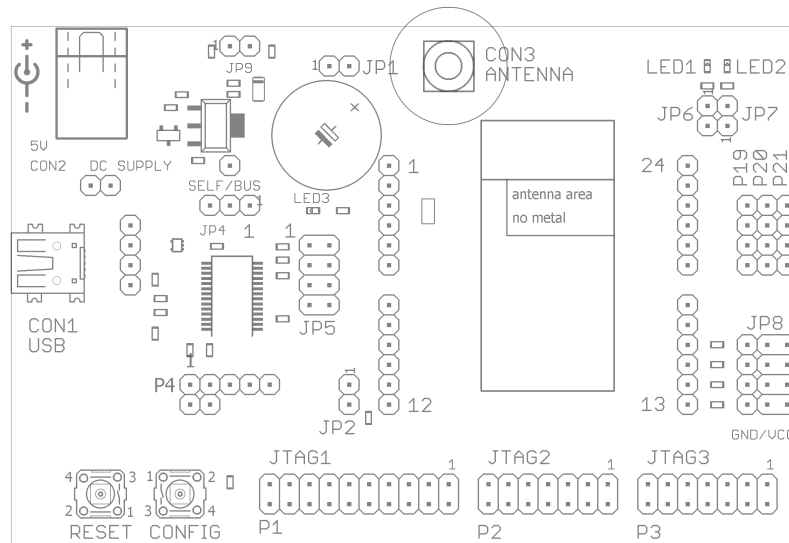 1
JP9
1
JP1
CON3
ANTENNA
LED1
LED2
1
JP6
JP7
1
5V
CON2
DC SUPPLY
SELF/BUS
1
LED3
1
24
P19
P20
P21
antenna area
no metal
JP4
1
1
CON1
USB
JP5
JP8
1
P4
1
JP2
12
13
GND/VCC
JTAG1
1
JTAG2
1
JTAG3
1
4
3
2
1
RESET
1
2
3
4
CONFIG
P1
P2
P3